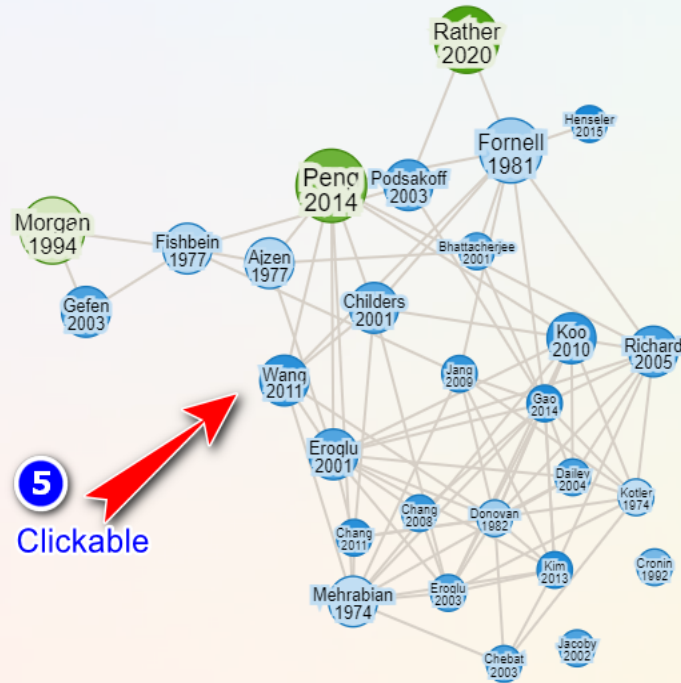 Rather
2020
Henseler
2015
Fornell
1981
Peng
2014
Podsakoff
2003
Morgan
1994
Fishbein
1977
Ajzen
1977
Bhattacherjee
2001
Gefen
2003
Childers
2001
Koo
2010
Richard
2005
Wang
2011
Jang
2009
Gao
2014
Eroglu
2001
5
Clickable
Dailey
2004
Kotler
1974
Chang
2008
Donovan
1982
Chang
2011
Kim
2013
Cronin
1992
Mehrabian
1974
Eroglu
2003
Chebat
2003
Jacoby
2002